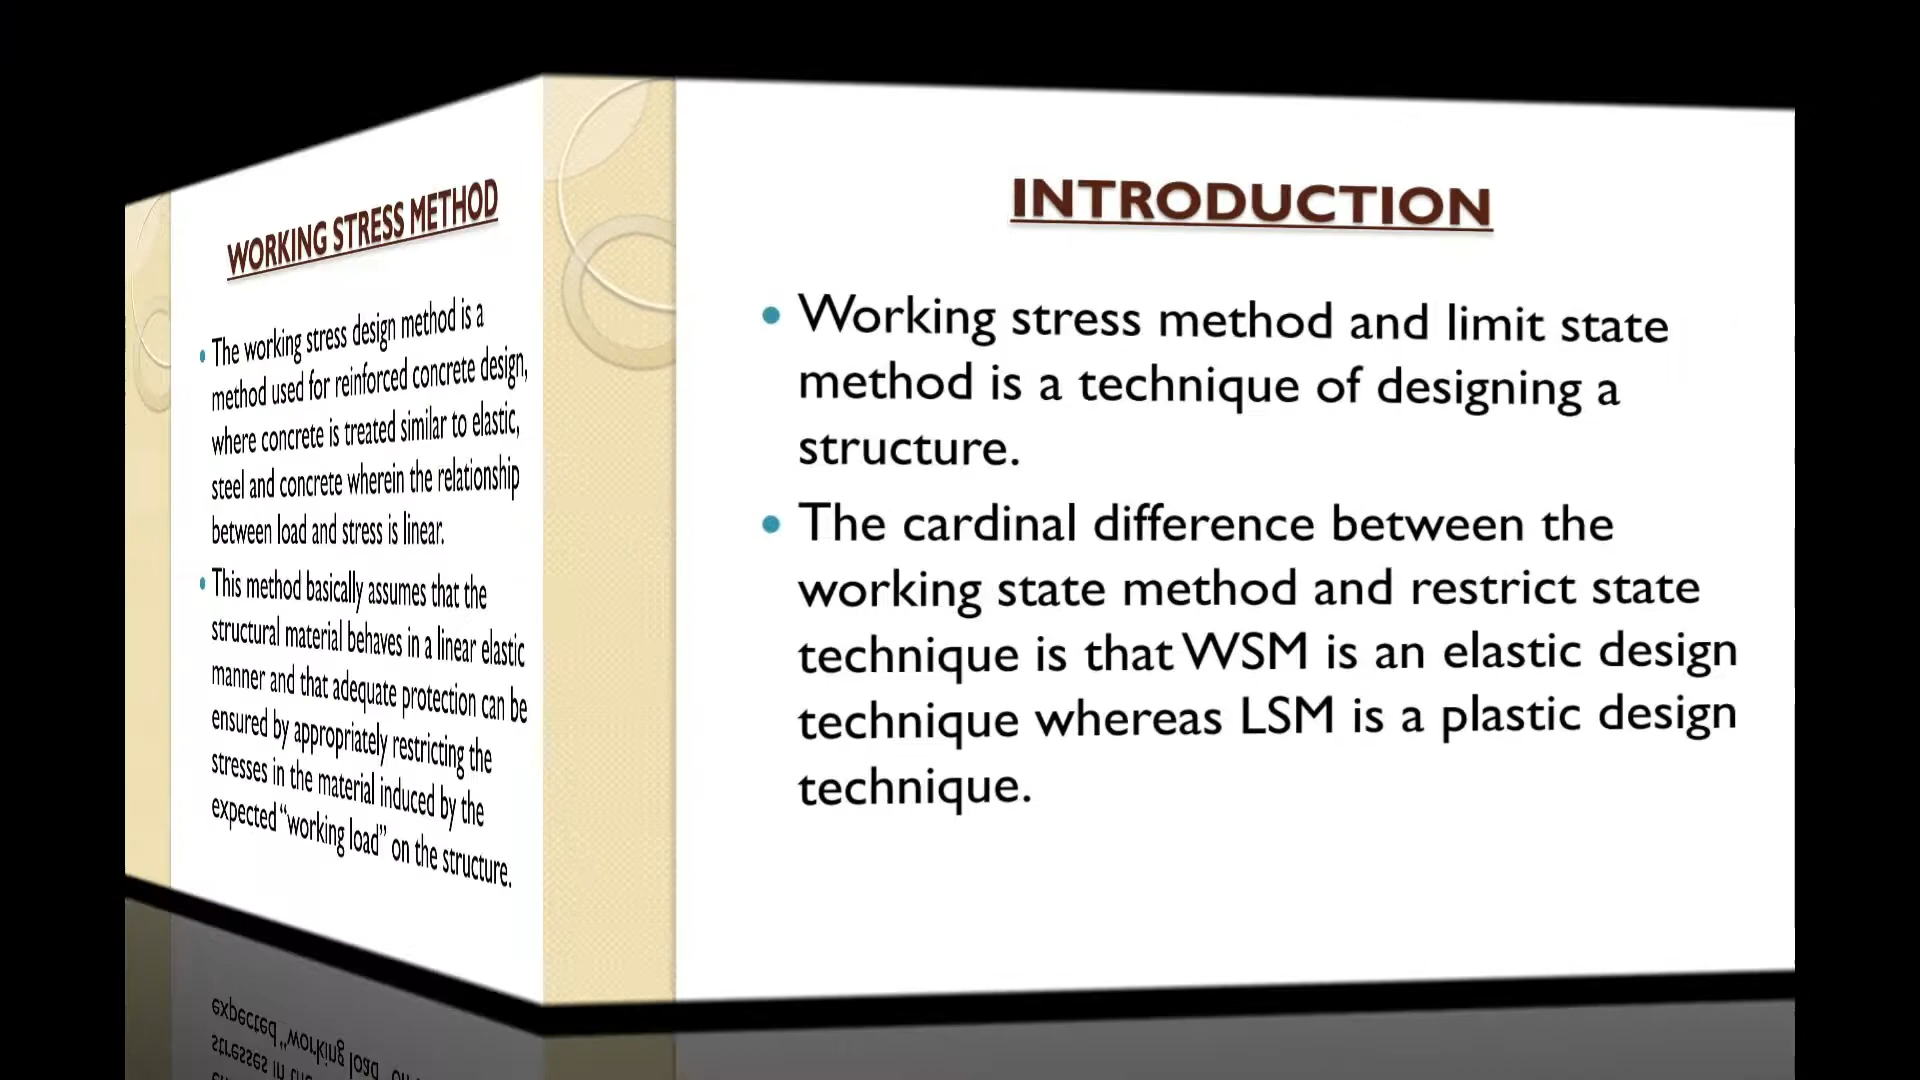 WORKING STRESS METHOD
• The working stress design method is a
method used for reinforced concrete design,
where concrete is treated similar to elastic,
steel and concrete wherein the relationship
between load and stress is linear.
• This method basically assumes that the
structural material behaves in a linear elastic
manner and that adequate protection can be
ensured by appropriately restricting the
stresses in the material induced by the
expected “working load” on the structure.
INTRODUCTION
• Working stress method and limit state
method is a technique of designing a
structure.
• The cardinal difference between the
working state method and restrict state
technique is that WSM is an elastic design
technique whereas LSM is a plastic design
technique.